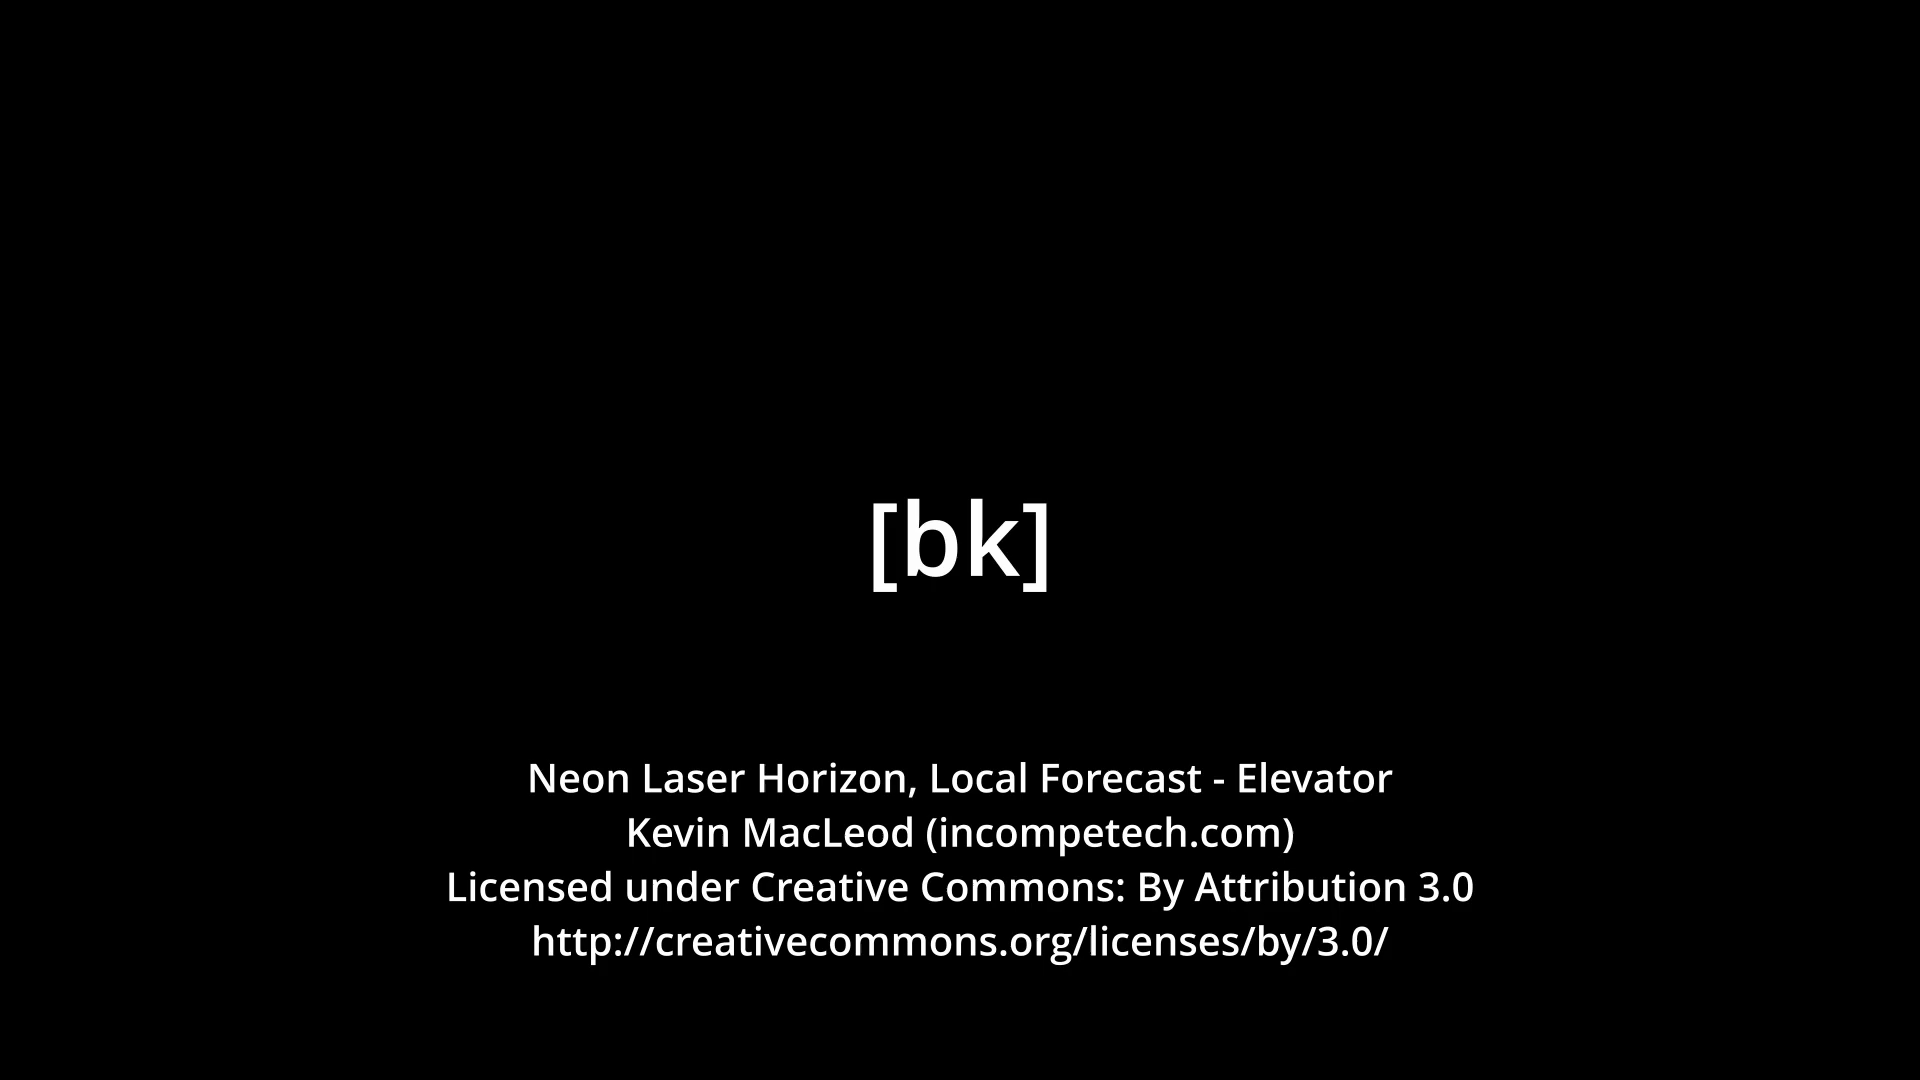 [bk]
Neon Laser Horizon, Local Forecast - Elevator
Kevin MacLeod (incompetech.com)
Licensed under Creative Commons: By Attribution 3.0
http://creativecommons.org/licenses/by/3.0/